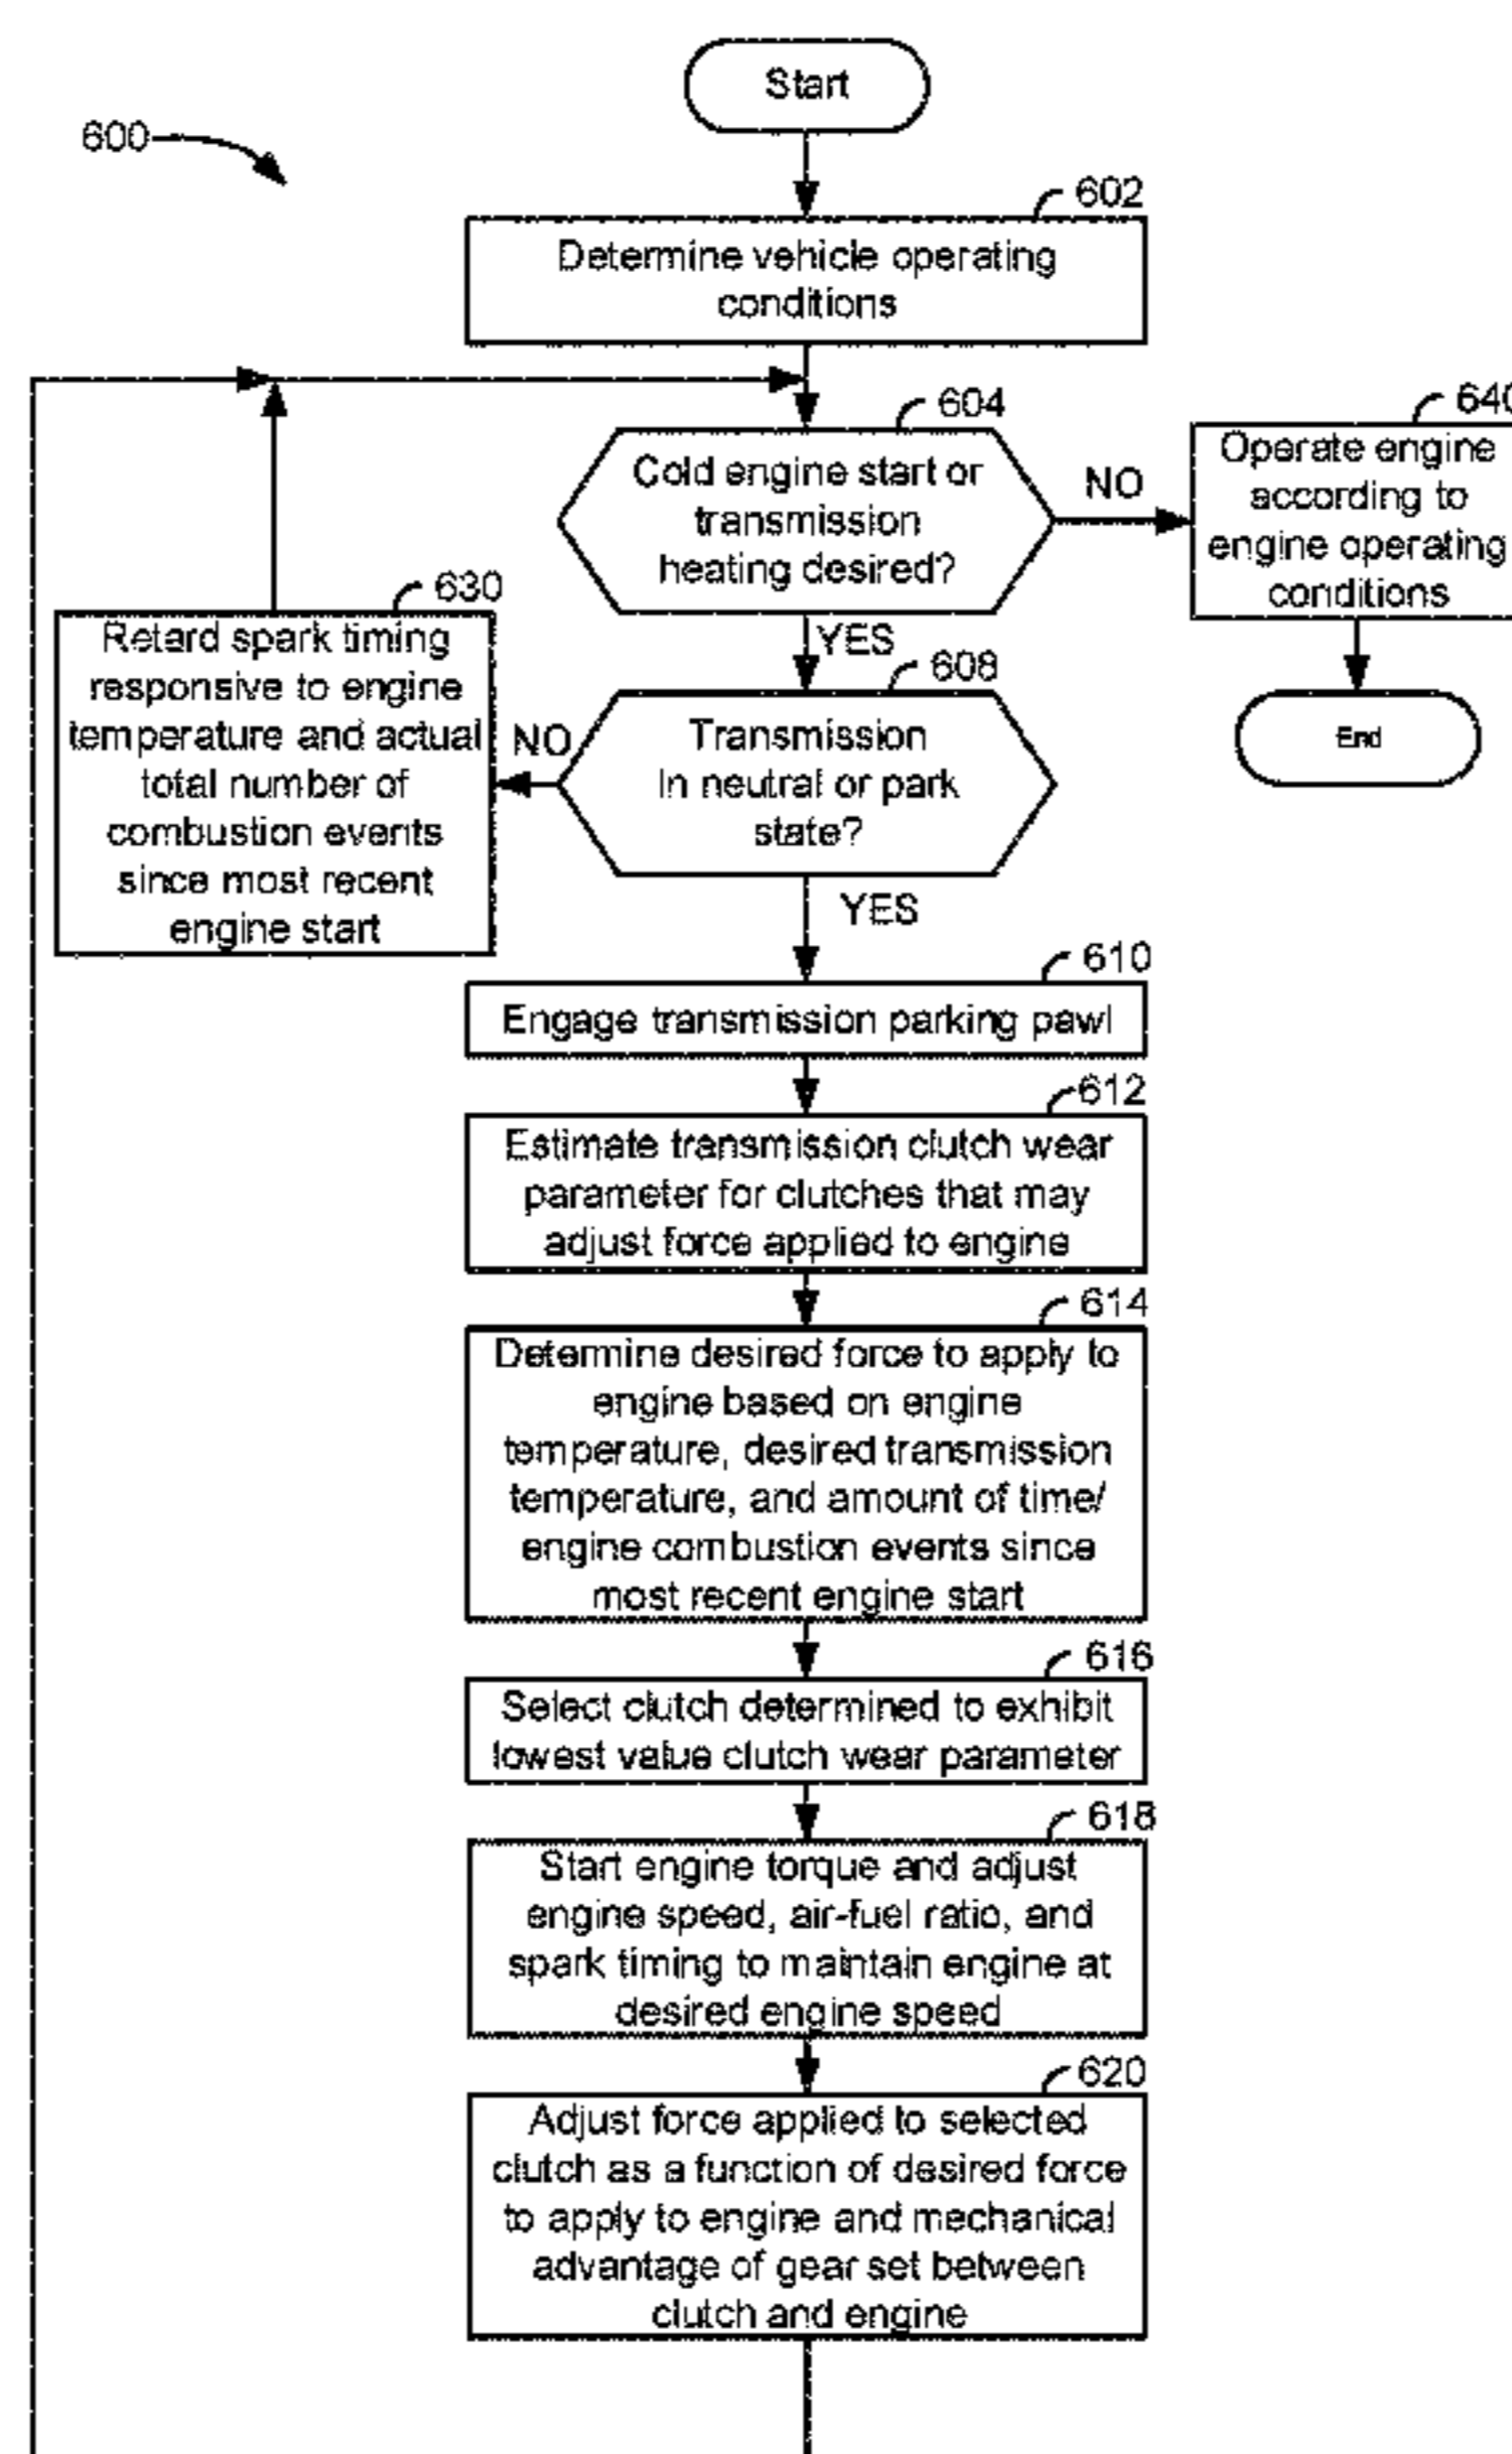 Start
600
602
Determine vehicle operating
conditions
604
Cold engine start or
transmission
heating desired?
NO
640
Operate engine
according to
engine operating
conditions
End
YES
608
Transmission
In neutral or park
state?
NO
630
Retard spark timing
responsive to engine
temperature and actual
total number of
combustion events
since most recent
engine start
YES
610
Engage transmission parking pawl
612
Estimate transmission clutch wear
parameter for clutches that may
adjust force applied to engine
614
Determine desired force to apply to
engine based on engine
temperature, desired transmission
temperature, and amount of time/
engine combustion events since
most recent engine start
616
Select clutch determined to exhibit
lowest value clutch wear parameter
618
Start engine torque and adjust
engine speed, air-fuel ratio, and
spark timing to maintain engine at
desired engine speed
620
Adjust force applied to selected
clutch as a function of desired force
to apply to engine and mechanical
advantage of gear set between
clutch and engine